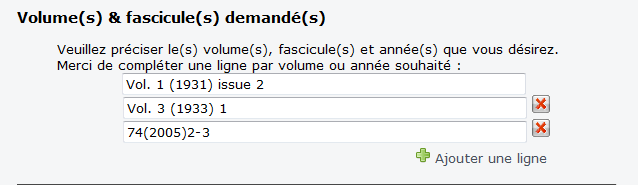 Volume(s) & fascicule(s) demandé(s)
Veuillez préciser le(s) volume(s), fascicule(s) et année(s) que vous désirez.
Merci de compléter une ligne par volume ou année souhaité :
Vol. 1 (1931) issue 2
Vol. 3 (1933) 1
74(2005)2-3
Ajouter une ligne